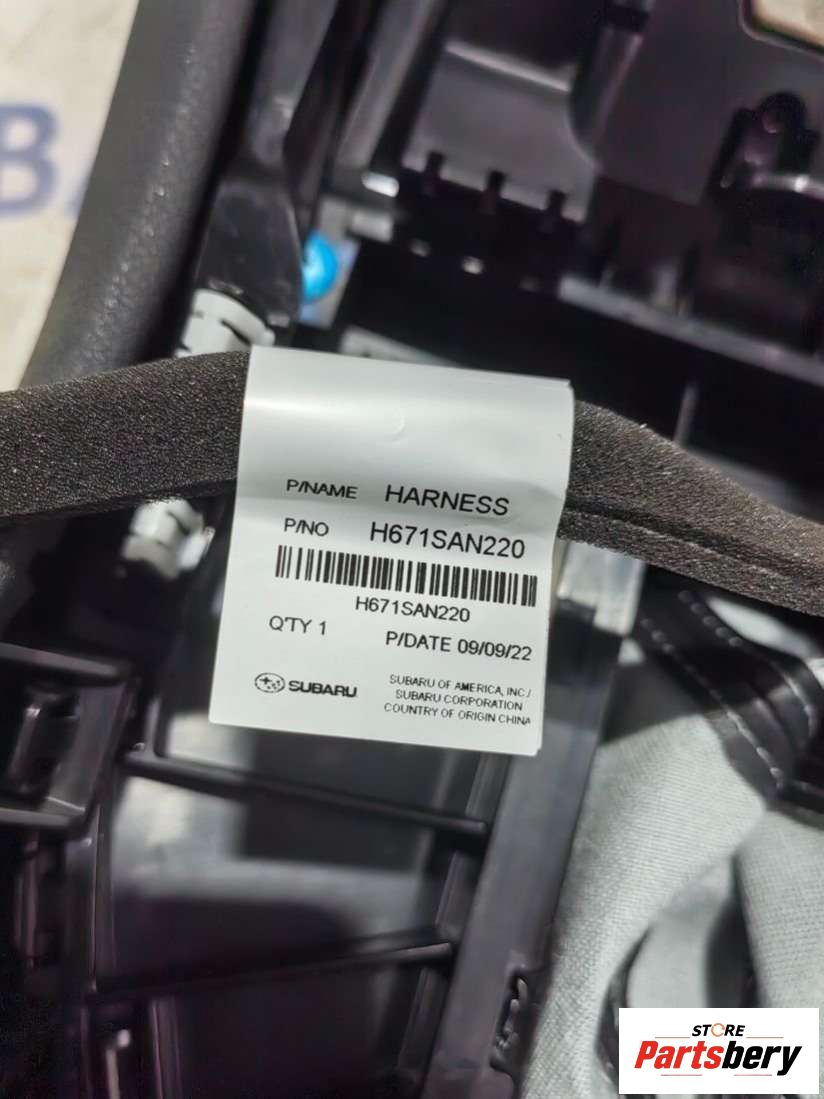 BA
P/NAME HARNESS
P/NO H671SAN220
H671SAN220
Q'TY 1 P/DATE 09/09/22
SUBARU
SUBARU OF AMERICA, INC /
SUBARU CORPORATION
COUNTRY OF ORIGIN CHINA
STORE
Partsbery